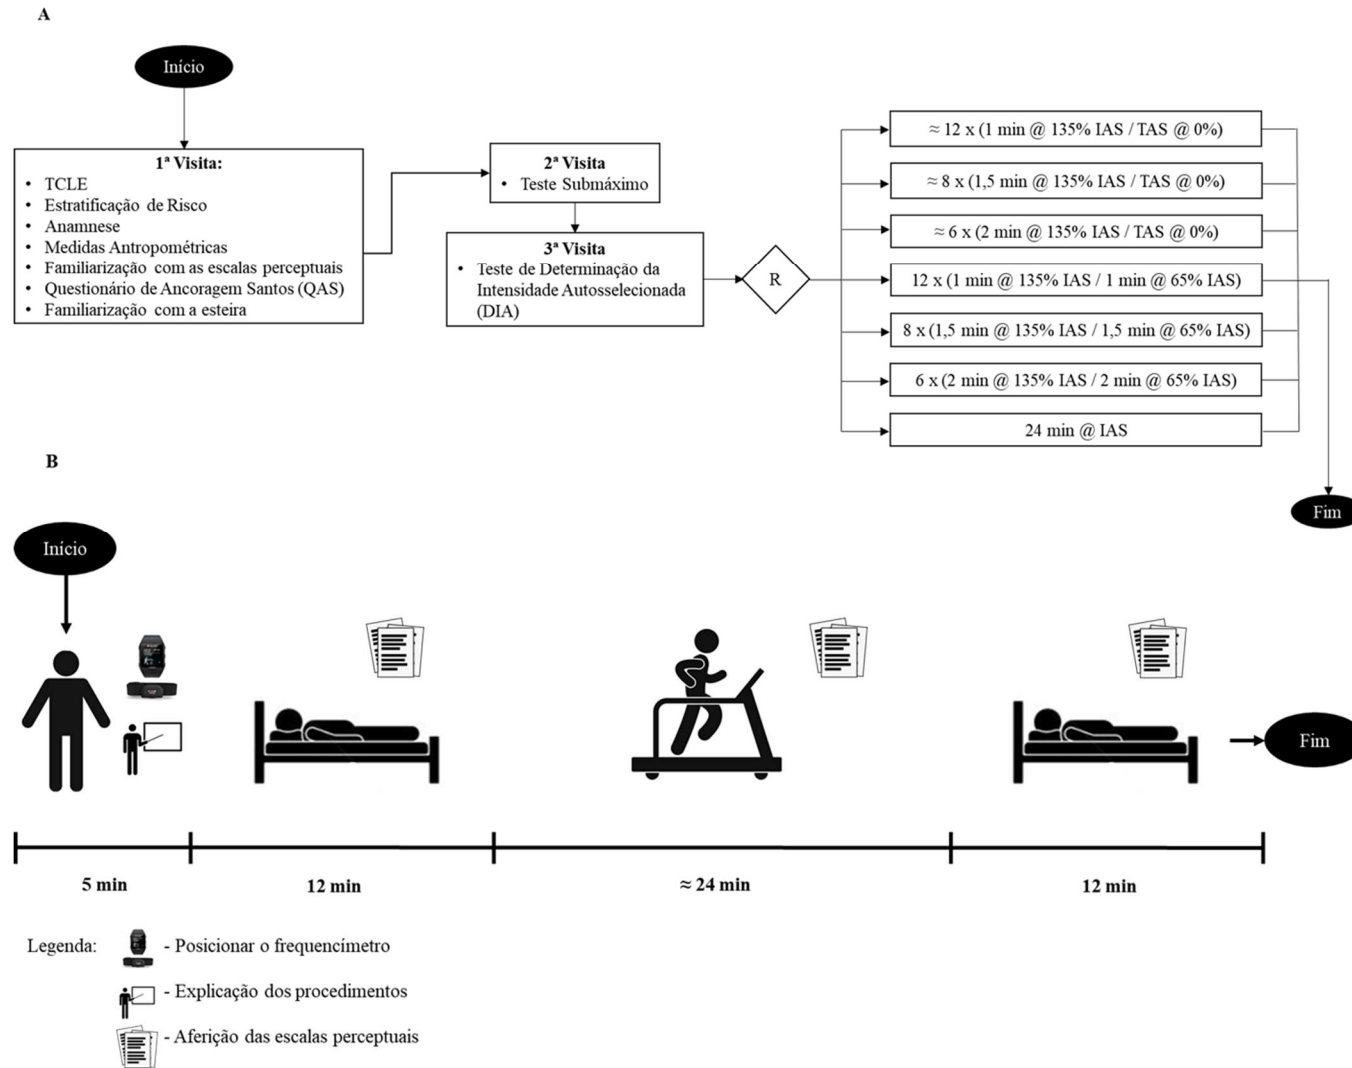 A
Início
1ª Visita:
• TCLE
• Estratificação de Risco
• Anamnese
• Medidas Antropométricas
• Familiarização com as escalas perceptuais
• Questionário de Ancoragem Santos (QAS)
• Familiarização com a esteira
2ª Visita
• Teste Submáximo
3ª Visita
• Teste de Determinação da
Intensidade Autosselecionada
(DIA)
R
≈ 12 x (1 min @ 135% IAS / TAS @ 0%)
≈ 8 x (1,5 min @ 135% IAS / TAS @ 0%)
≈ 6 x (2 min @ 135% IAS / TAS @ 0%)
12 x (1 min @ 135% IAS / 1 min @ 65% IAS)
8 x (1,5 min @ 135% IAS / 1,5 min @ 65% IAS)
6 x (2 min @ 135% IAS / 2 min @ 65% IAS)
24 min @ IAS
Fim
B
Início
Fim
5 min
12 min
≈ 24 min
12 min
Legenda:
- Posicionar o frequencímetro
- Explicação dos procedimentos
- Aferição das escalas perceptuais